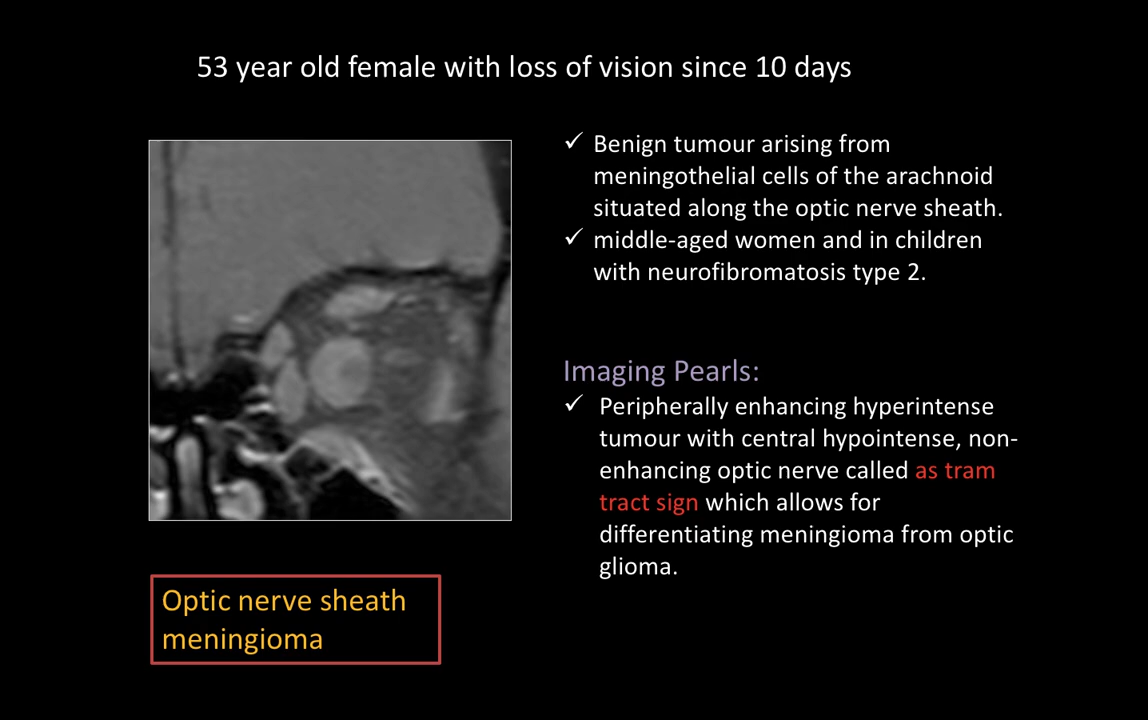 53 year old female with loss of vision since 10 days
✓ Benign tumour arising from
meningothelial cells of the arachnoid
situated along the optic nerve sheath.
✓ middle-aged women and in children
with neurofibromatosis type 2.
Imaging Pearls:
✓ Peripherally enhancing hyperintense
tumour with central hypointense, non-
enhancing optic nerve called as tram
tract sign which allows for
differentiating meningioma from optic
glioma.
Optic nerve sheath
meningioma